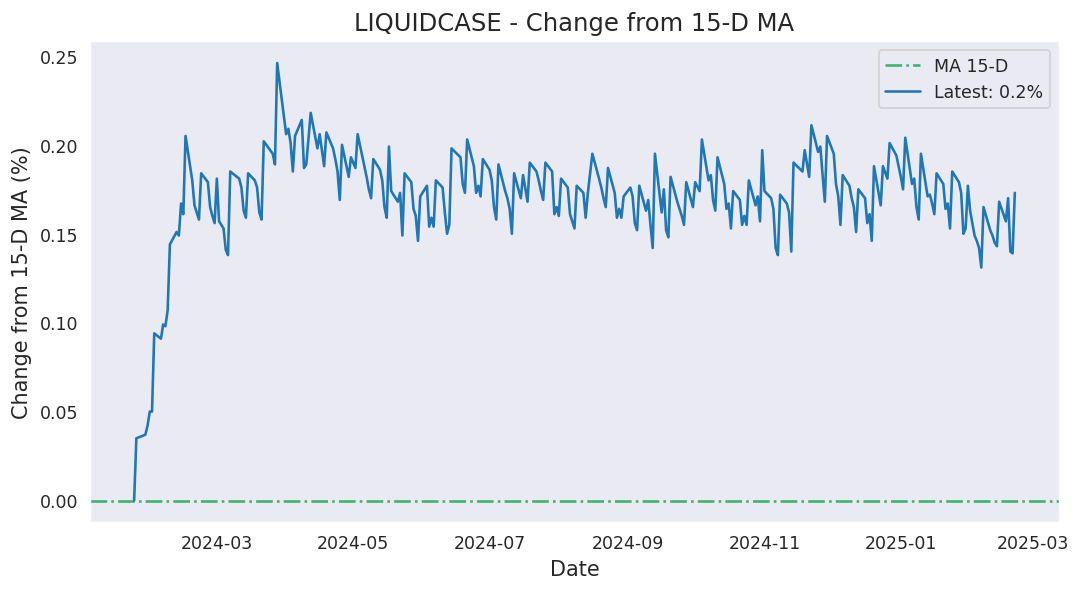 LIQUIDCASE - Change from 15-D MA
MA 15-D
Latest: 0.2%
Change from 15-D MA (%)
0.25
0.20
0.15
0.10
0.05
0.00
2024-03 2024-05 2024-07 2024-09 2024-11 2025-01 2025-03
Date